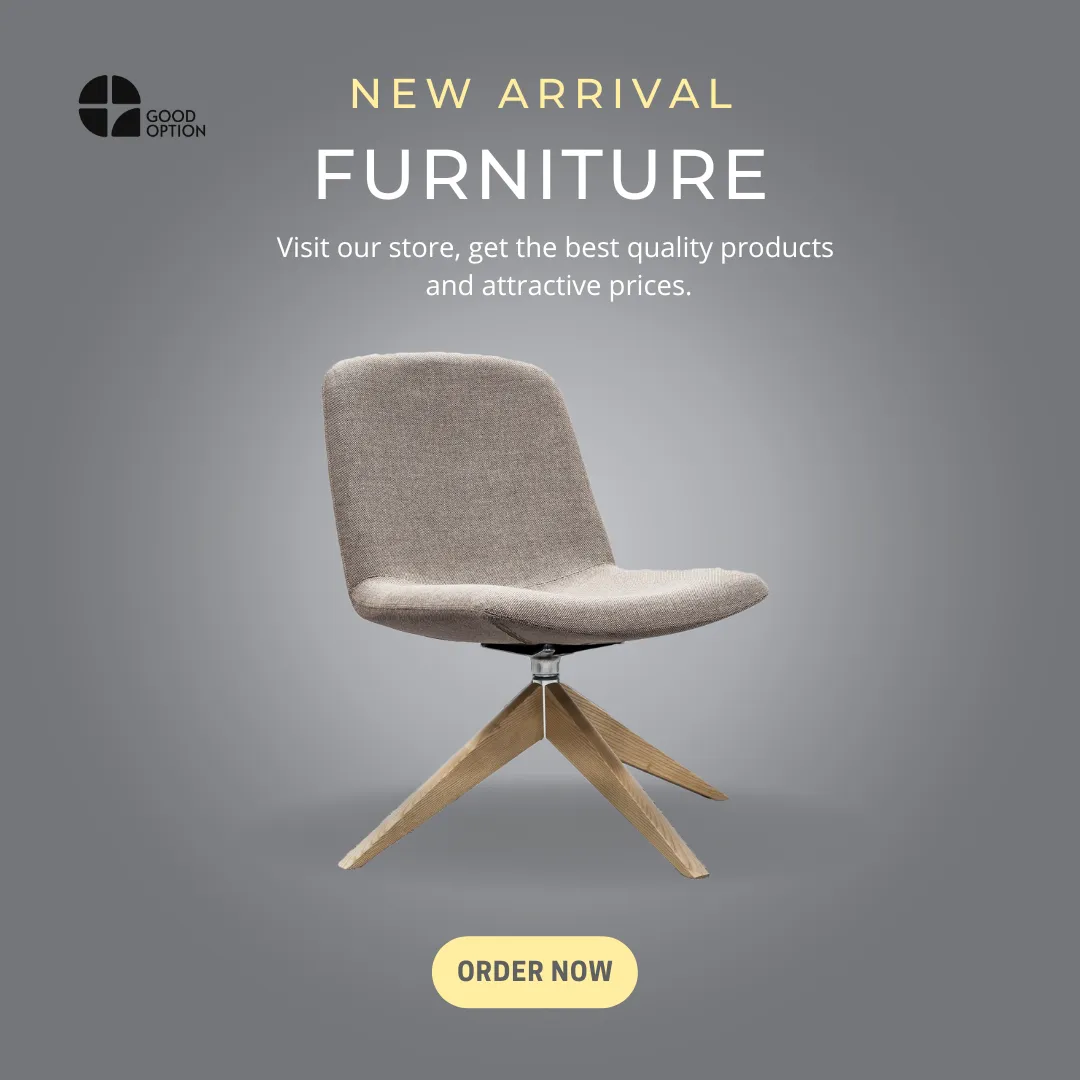 GOOD
OPTION
NEW ARRIVAL
FURNITURE
Visit our store, get the best quality products
and attractive prices.
ORDER NOW